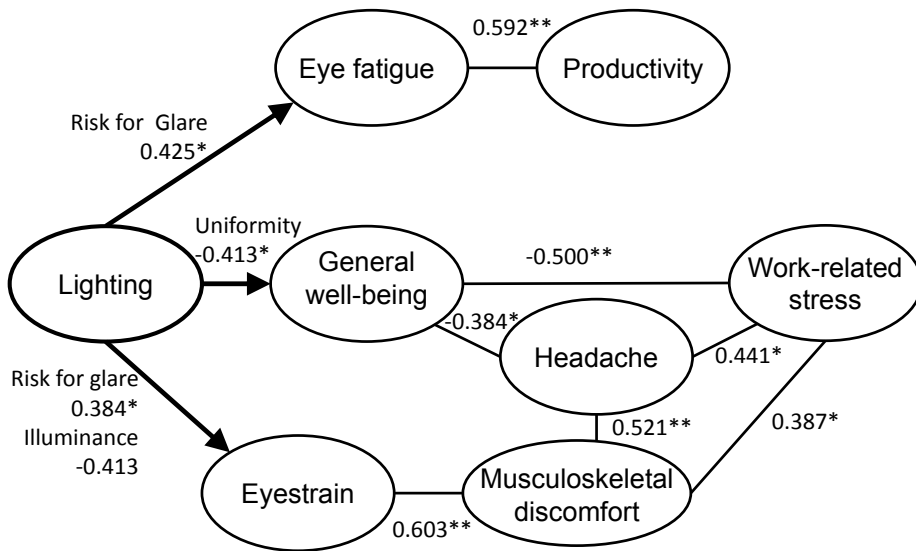 0.592**
Eye fatigue
Productivity
Risk for Glare
0.425*
Uniformity
-0.413*
Lighting
General
well-being
-0.500**
Work-related
stress
-0.384*
Headache
0.441*
Risk for glare
0.384*
Illuminance
-0.413
0.521**
0.387*
Eyestrain
Musculoskeletal
discomfort
0.603**